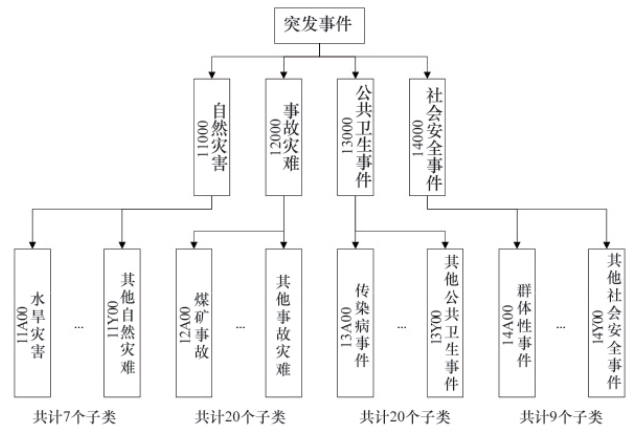 突发事件
11000
自然灾害
12000
事故灾难
13000
公共卫生事件
14000
社会安全事件
11A00
水旱灾害
...
11Y00
其他自然灾难
12A00
煤矿事故
...
其他事故灾难
13A00
传染病事件
...
13Y00
其他公共卫生事件
14A00
群体性事件
...
14Y00
其他社会安全事件
共计7个子类
共计20个子类
共计20个子类
共计9个子类